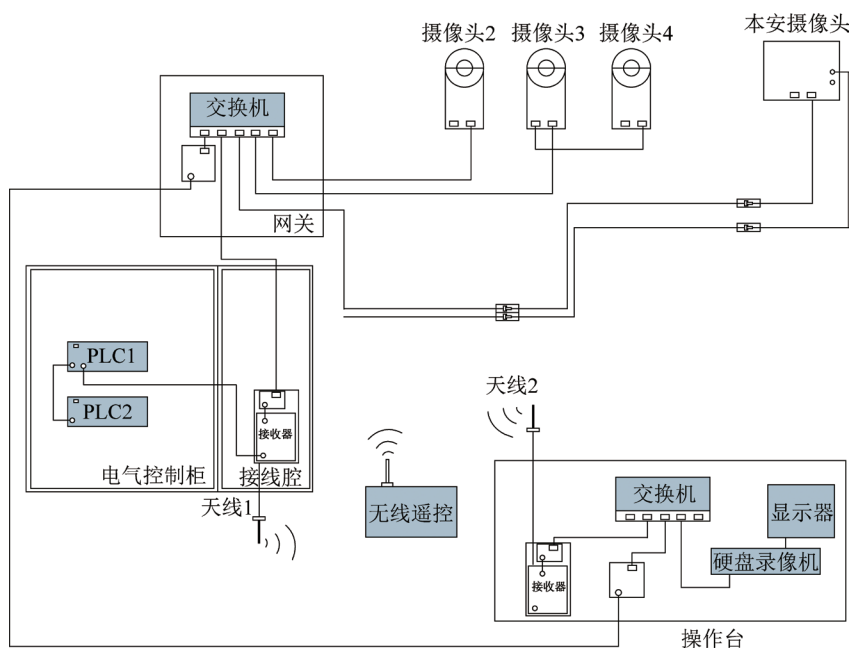 摄像头2
摄像头3
摄像头4
本安摄像头
交换机
网关
PLC1
PLC2
接收器
电气控制柜
接线腔
天线1
天线2
无线遥控
交换机
显示器
硬盘录像机
接收器
操作台